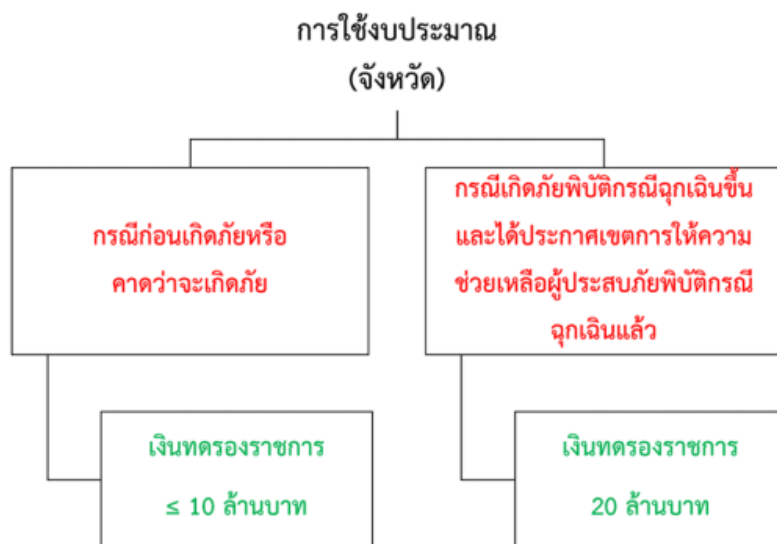 การใช้งบประมาณ
(จังหวัด)
กรณีก่อนเกิดภัยหรือ
คาดว่าจะเกิดภัย
กรณีเกิดภัยพิบัติกรณีฉุกเฉินขึ้น
และได้ประกาศเขตการให้ความ
ช่วยเหลือผู้ประสบภัยพิบัติกรณี
ฉุกเฉินแล้ว
เงินทดรองราชการ
≤ 10 ล้านบาท
เงินทดรองราชการ
20 ล้านบาท